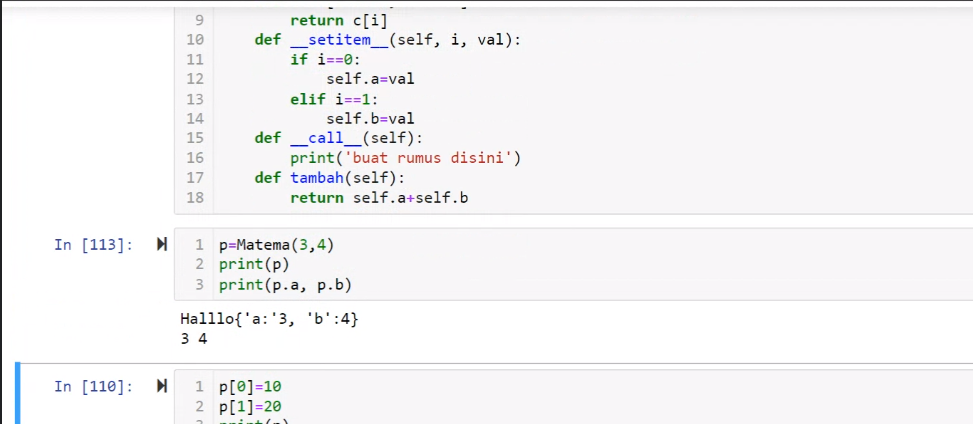 9 return c[i]
10 def __setitem__(self, i, val):
11 if i==0:
12 self.a=val
13 elif i==1:
14 self.b=val
15 def __call__(self):
16 print('buat rumus disini')
17 def tambah(self):
18 return self.a+self.b
In [113]: 1 p=Matema(3,4)
2 print(p)
3 print(p.a, p.b)
Halllo{'a:'3, 'b':4}
3 4
In [110]: 1 p[0]=10
2 p[1]=20
3 print(p)